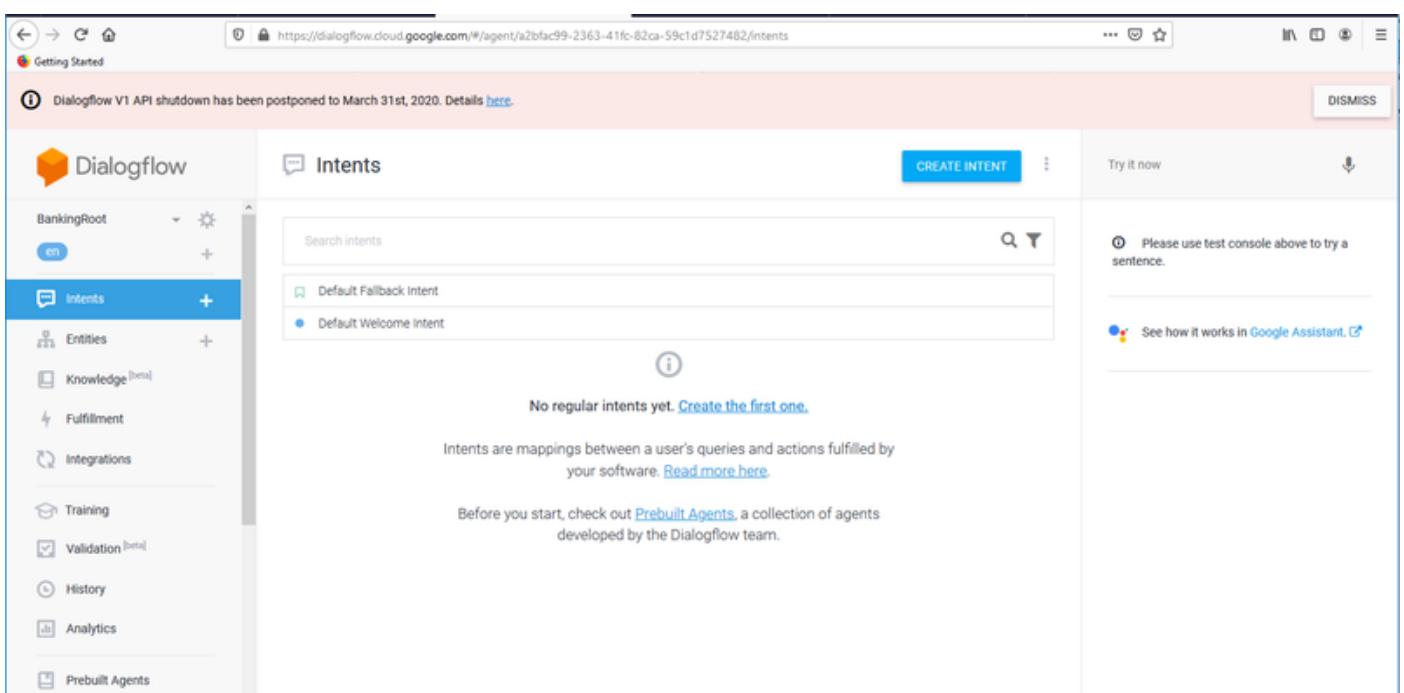 https://dialogflow.cloud.google.com/#/agent/a2bfac99-2363-41fc-82ca-59c1d7527482/intents
Getting Started
Dialogflow V1 API shutdown has been postponed to March 31st, 2020. Details here.
DISMISS
Dialogflow
Intents
CREATE INTENT
Try it now
BankingRoot
en
Search intents
Please use test console above to try a
sentence.
Intents
Default Fallback Intent
Default Welcome Intent
See how it works in Google Assistant.
Entities
Knowledge [beta]
No regular intents yet. Create the first one.
Fulfillment
Intents are mappings between a user's queries and actions fulfilled by
your software. Read more here.
Integrations
Before you start, check out Prebuilt Agents, a collection of agents
developed by the Dialogflow team.
Training
Validation [beta]
History
Analytics
Prebuilt Agents